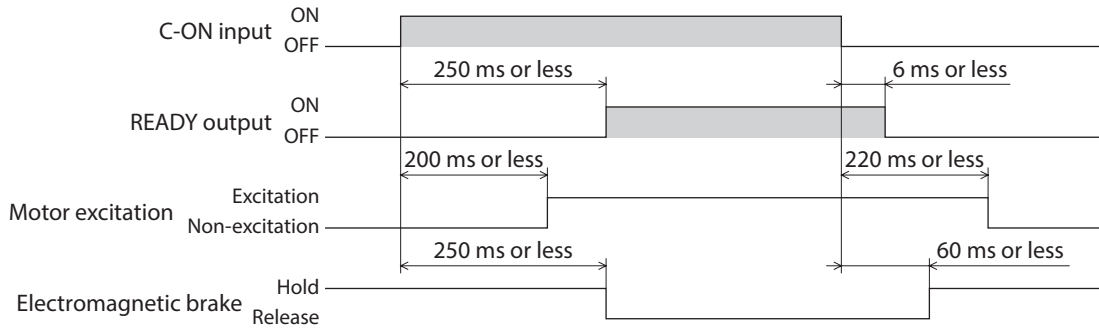 ON
C-ON input
OFF
250 ms or less
6 ms or less
ON
READY output
OFF
200 ms or less
220 ms or less
Excitation
Motor excitation
Non-excitation
250 ms or less
60 ms or less
Hold
Electromagnetic brake
Release